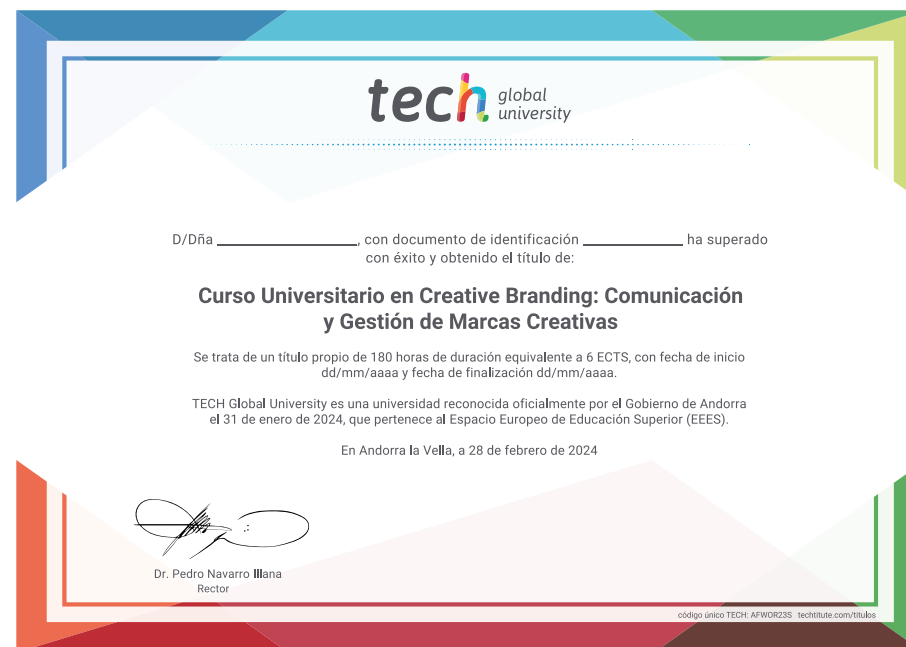 tech global
university
D/Dña ____________________, con documento de identificación ______________ ha superado
con éxito y obtenido el título de:
Curso Universitario en Creative Branding: Comunicación
y Gestión de Marcas Creativas
Se trata de un título propio de 180 horas de duración equivalente a 6 ECTS, con fecha de inicio
dd/mm/aaaa y fecha de finalización dd/mm/aaaa.
TECH Global University es una universidad reconocida oficialmente por el Gobierno de Andorra
el 31 de enero de 2024, que pertenece al Espacio Europeo de Educación Superior (EEES).
En Andorra la Vella, a 28 de febrero de 2024
Dr. Pedro Navarro Illana
Rector
código único TECH: AFWOR23S techtitute.com/titulos